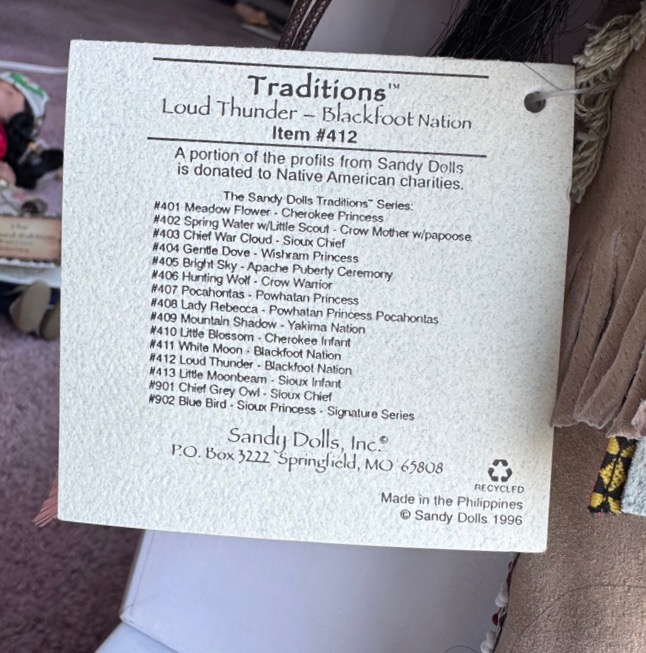 Traditions™
Loud Thunder – Blackfoot Nation
Item #412
A portion of the profits from Sandy Dolls
is donated to Native American charities.
The Sandy Dolls Traditions™ Series:
#401 Meadow Flower - Cherokee Princess
#402 Spring Water w/Little Scout - Crow Mother w/papoose
#403 Chief War Cloud - Sioux Chief
#404 Gentle Dove - Wishram Princess
#405 Bright Sky - Apache Puberty Ceremony
#406 Hunting Wolf - Crow Warrior
#407 Pocahontas - Powhatan Princess
#408 Lady Rebecca - Powhatan Princess Pocahontas
#409 Mountain Shadow - Yakima Nation
#410 Little Blossom - Cherokee Infant
#411 White Moon - Blackfoot Nation
#412 Loud Thunder - Blackfoot Nation
#413 Little Moonbeam - Sioux Infant
#901 Chief Grey Owl - Sioux Chief
#902 Blue Bird - Sioux Princess - Signature Series
Sandy Dolls, Inc.©
P.O. Box 3222 Springfield, MO 65808
RECYCLED
Made in the Philippines
© Sandy Dolls 1996